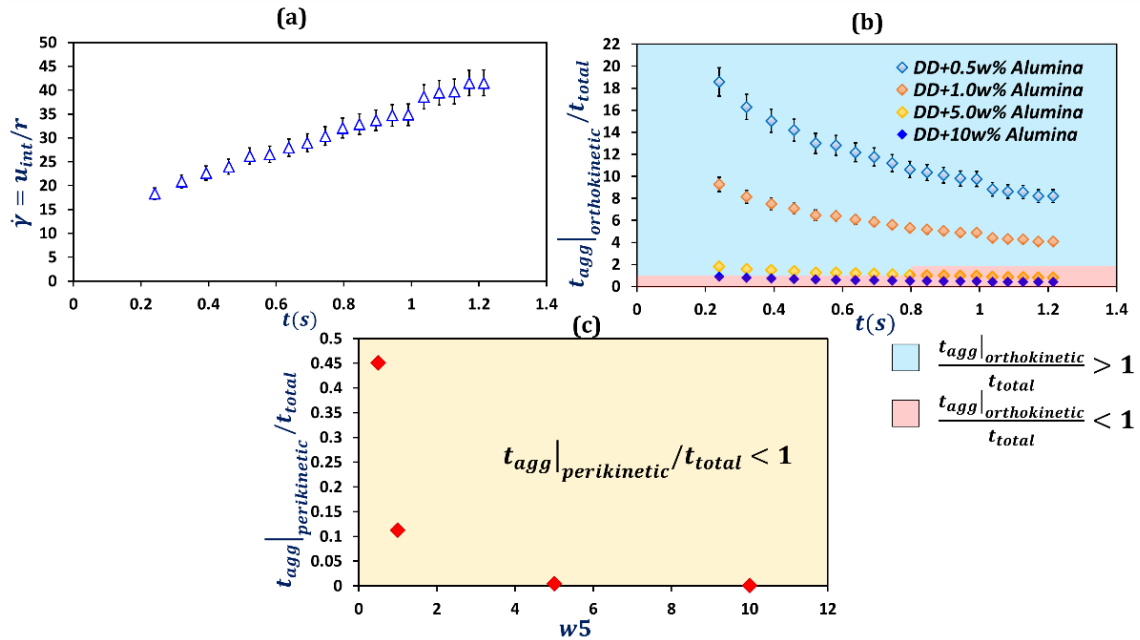 (a)
50
45
40
35
30
25
20
15
10
5
0
γ̇ = u_int/r
0 0.2 0.4 0.6 0.8 1 1.2 1.4
t(s)
(b)
22
20
18
16
14
12
10
8
6
4
2
0
t_agg|_orthokinetic/t_total
DD+0.5w% Alumina
DD+1.0w% Alumina
DD+5.0w% Alumina
DD+10w% Alumina
0 0.2 0.4 0.6 0.8 1 1.2 1.4
t(s)
(c)
0.5
0.45
0.4
0.35
0.3
0.25
0.2
0.15
0.1
0.05
0
t_agg|_perikinetic/t_total
t_agg|_perikinetic/t_total < 1
0 2 4 6 8 10 12
w5
t_agg|_orthokinetic
t_total
> 1
t_agg|_orthokinetic
t_total
< 1